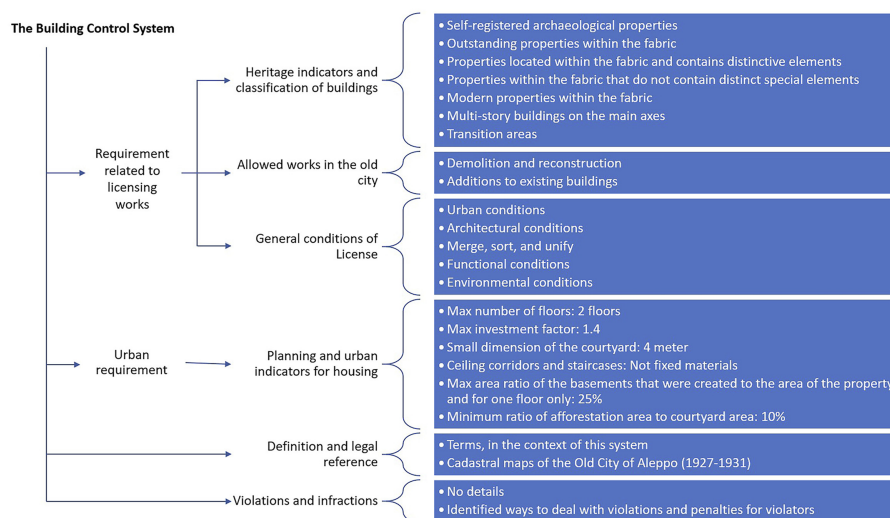 The Building Control System
Requirement
related to
licensing
works
Heritage indicators and
classification of buildings
• Self-registered archaeological properties
• Outstanding properties within the fabric
• Properties located within the fabric and contains distinctive elements
• Properties within the fabric that do not contain distinct special elements
• Modern properties within the fabric
• Multi-story buildings on the main axes
• Transition areas
Allowed works in the old
city
• Demolition and reconstruction
• Additions to existing buildings
General conditions of
License
• Urban conditions
• Architectural conditions
• Merge, sort, and unify
• Functional conditions
• Environmental conditions
Urban
requirement
Planning and urban
indicators for housing
• Max number of floors: 2 floors
• Max investment factor: 1.4
• Small dimension of the courtyard: 4 meter
• Ceiling corridors and staircases: Not fixed materials
• Max area ratio of the basements that were created to the area of the property
and for one floor only: 25%
• Minimum ratio of afforestation area to courtyard area: 10%
Definition and legal
reference
• Terms, in the context of this system
• Cadastral maps of the Old City of Aleppo (1927-1931)
Violations and infractions
• No details
• Identified ways to deal with violations and penalties for violators